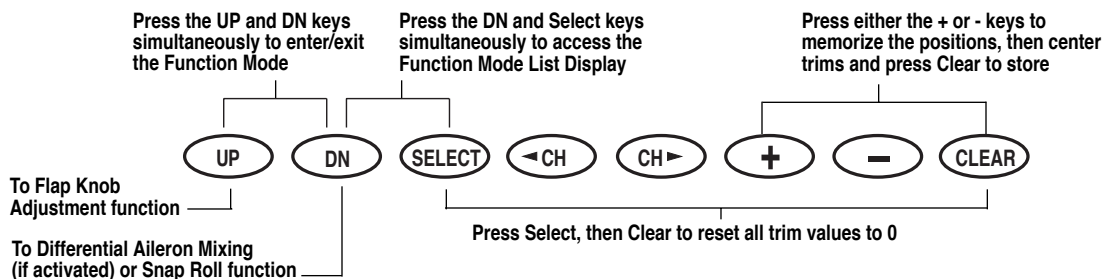 Press the UP and DN keys
simultaneously to enter/exit
the Function Mode
Press the DN and Select keys
simultaneously to access the
Function Mode List Display
Press either the + or - keys to
memorize the positions, then center
trims and press Clear to store
UP
DN
SELECT
◄CH
CH►
+
−
CLEAR
To Flap Knob
Adjustment function
Press Select, then Clear to reset all trim values to 0
To Differential Aileron Mixing
(if activated) or Snap Roll function